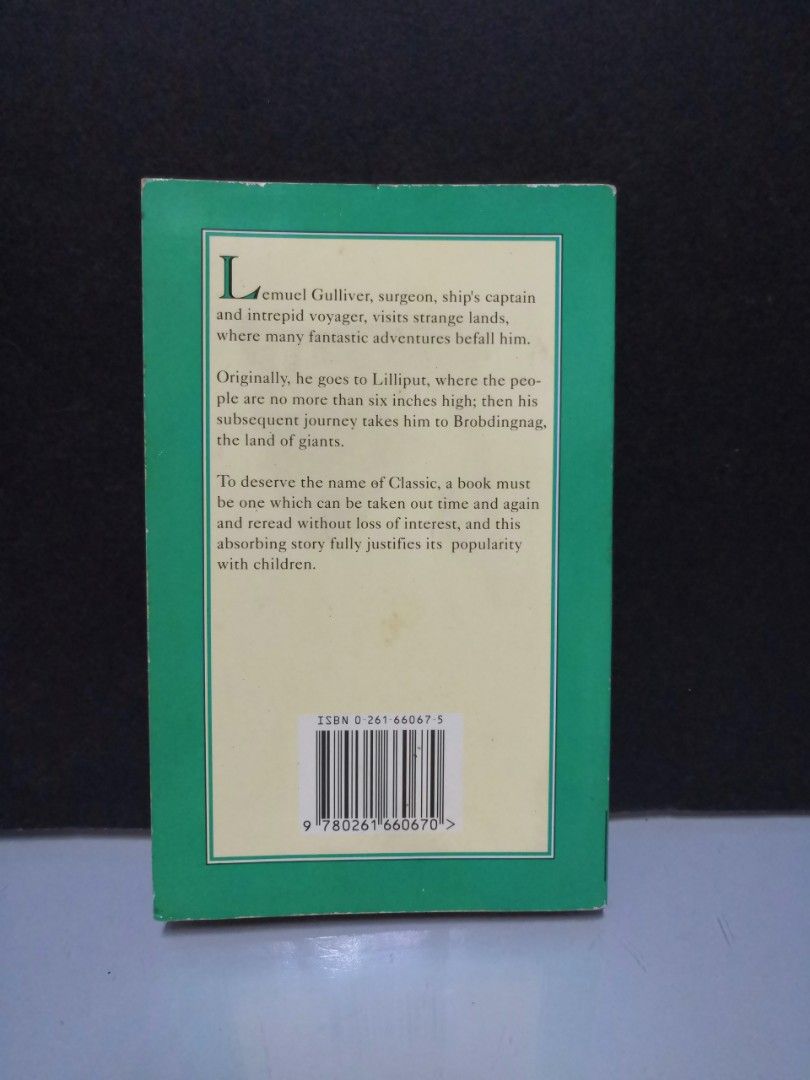 Lemuel Gulliver, surgeon, ship's captain
and intrepid voyager, visits strange lands,
where many fantastic adventures befall him.
Originally, he goes to Lilliput, where the peo-
ple are no more than six inches high; then his
subsequent journey takes him to Brobdingnag,
the land of giants.
To deserve the name of Classic, a book must
be one which can be taken out time and again
and reread without loss of interest, and this
absorbing story fully justifies its popularity
with children.
ISBN 0-261-66067-5
9 780261 660670 >